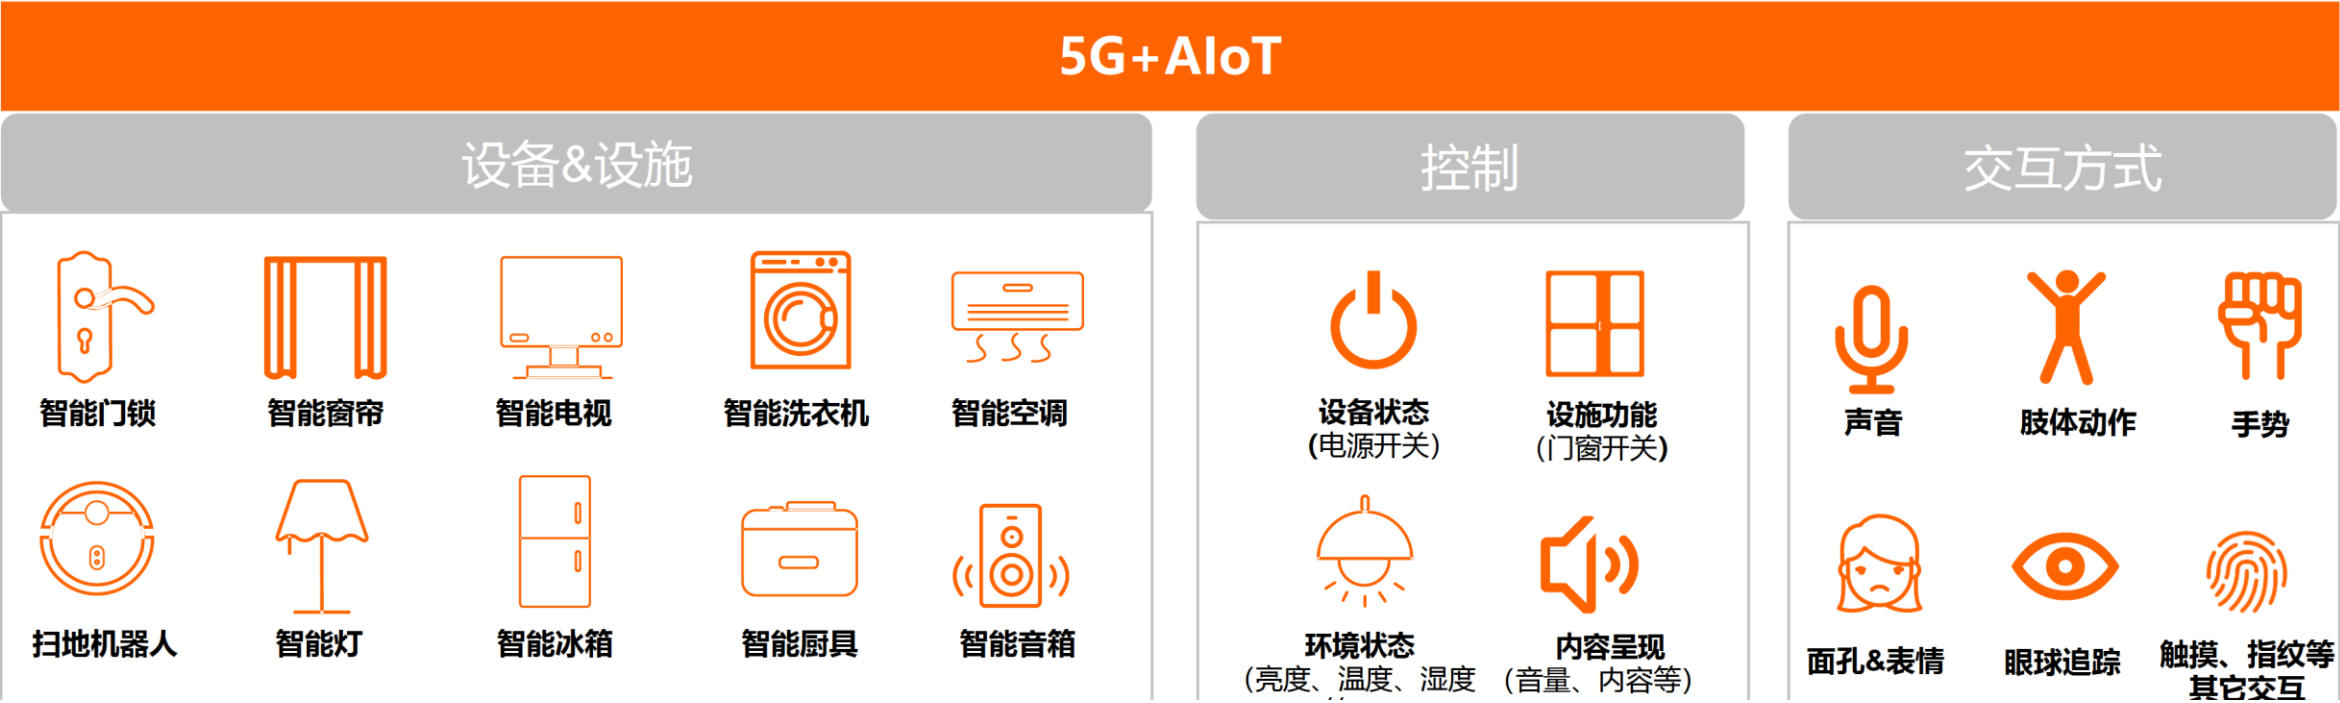 5G+AIoT
设备&设施
控制
交互方式
智能门锁
智能窗帘
智能电视
智能洗衣机
智能空调
扫地机器人
智能灯
智能冰箱
智能厨具
智能音箱
设备状态
(电源开关)
设施功能
(门窗开关)
环境状态
(亮度、温度、湿度
内容呈现
(音量、内容等)
声音
肢体动作
手势
面孔&表情
眼球追踪
触摸、指纹等
其它交互